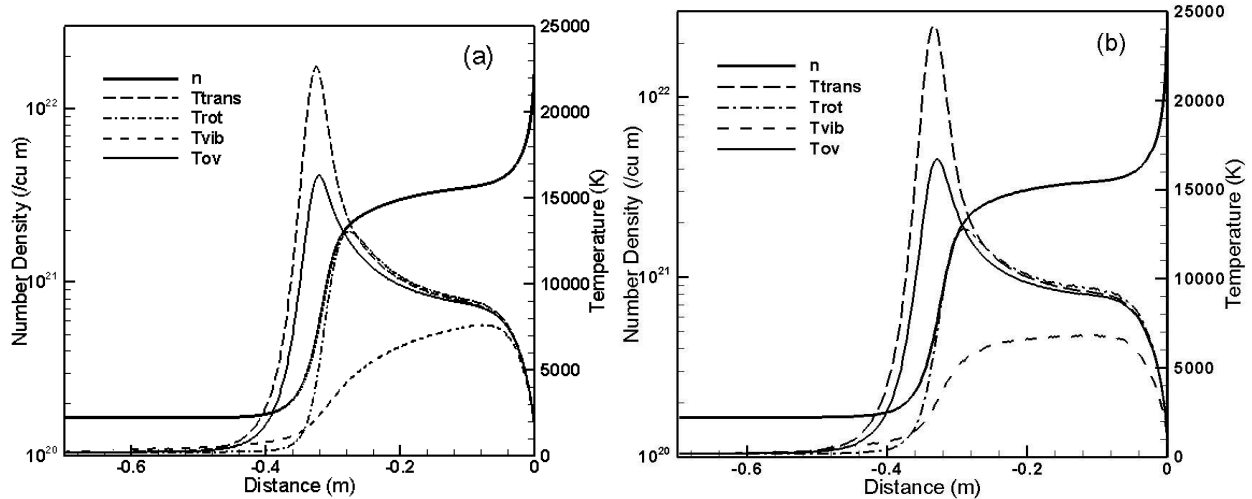 (a)
n
Ttrans
Trot
Tvib
Tov
Number Density (/cu m)
10^22
10^21
10^20
25000
20000
15000
10000
5000
0
Temperature (K)
-0.6
-0.4
-0.2
0
Distance (m)
(b)
n
Ttrans
Trot
Tvib
Tov
Number Density (/cu m)
10^22
10^21
10^20
25000
20000
15000
10000
5000
0
Temperature (K)
-0.6
-0.4
-0.2
0
Distance (m)